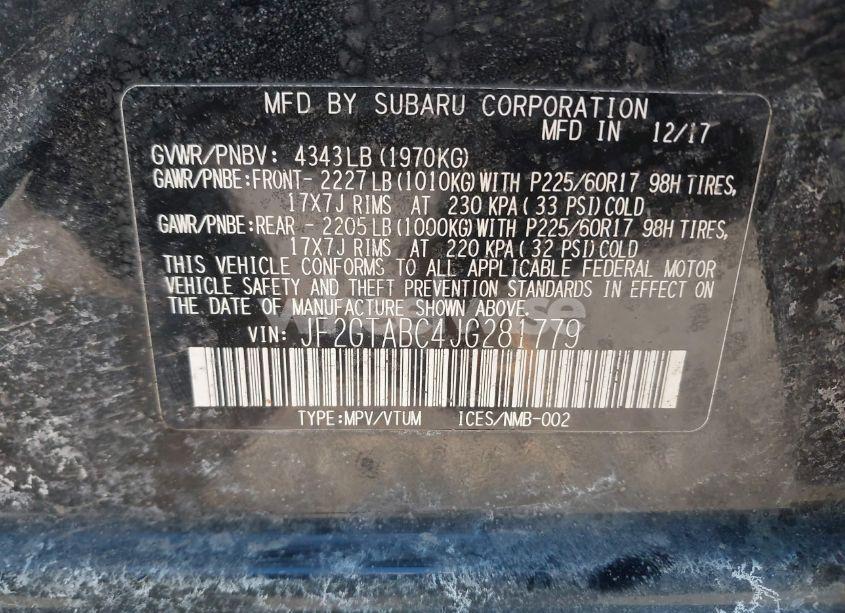 MFD BY SUBARU CORPORATION
MFD IN 12/17
GVWR/PNBV: 4343LB (1970KG)
GAWR/PNBE:FRONT- 2227LB (1010KG) WITH P225/60R17 98H TIRES,
17X7J RIMS AT 230 KPA ( 33 PSI) COLD
GAWR/PNBE:REAR - 2205LB (1000KG) WITH P225/60R17 98H TIRES,
17X7J RIMS AT 220 KPA ( 32 PSI) COLD
THIS VEHICLE CONFORMS TO ALL APPLICABLE FEDERAL MOTOR
VEHICLE SAFETY AND THEFT PREVENTION STANDARDS IN EFFECT ON
THE DATE OF MANUFACTURE SHOWN ABOVE.
VIN: JF2GTABC4JG281779
TYPE:MPV/VTUM ICES/NMB-002